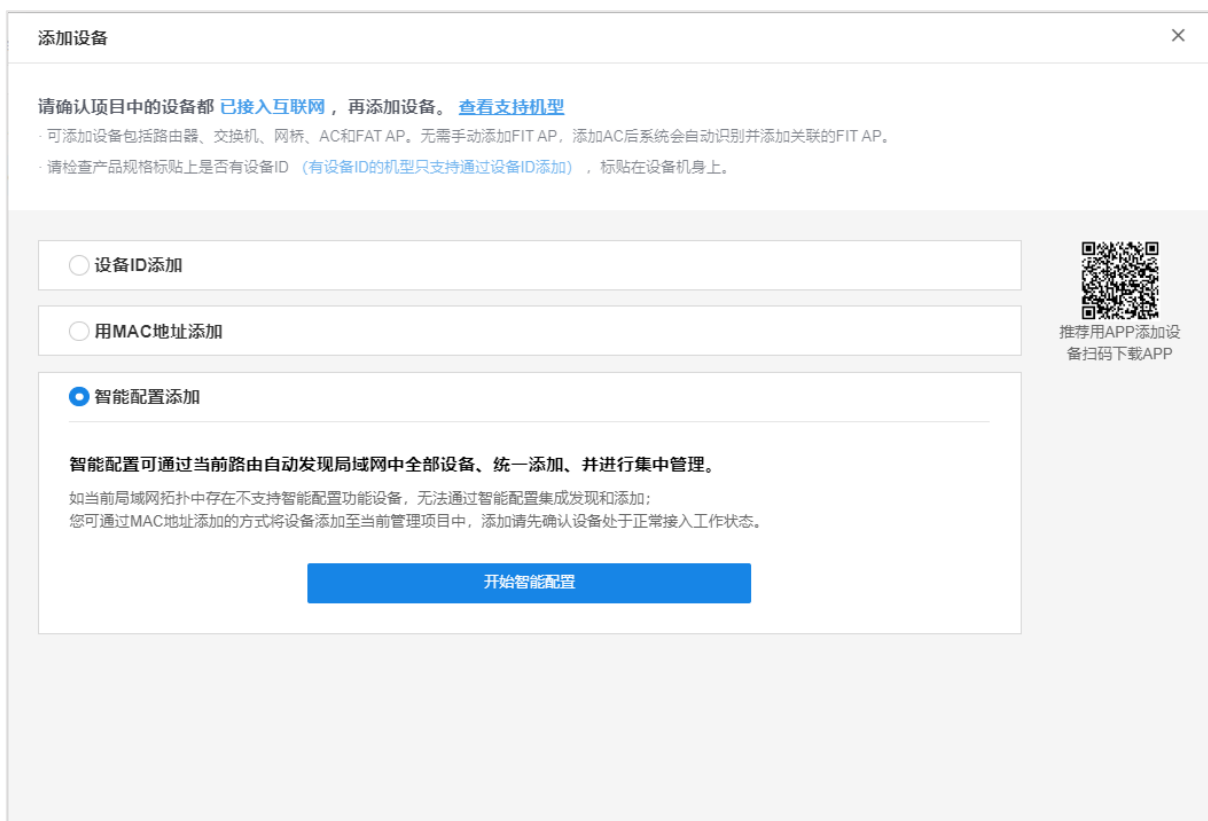 添加设备
请确认项目中的设备都 已接入互联网 ，再添加设备。 查看支持机型
· 可添加设备包括路由器、交换机、网桥、AC和FAT AP。无需手动添加FIT AP，添加AC后系统会自动识别并添加关联的FIT AP。
· 请检查产品规格标贴上是否有设备ID （有设备ID的机型只支持通过设备ID添加） ，标贴在设备机身上。
设备ID添加
用MAC地址添加
智能配置添加
智能配置可通过当前路由自动发现局域网中全部设备、统一添加、并进行集中管理。
如当前局域网拓扑中存在不支持智能配置功能设备，无法通过智能配置集成发现和添加；
您可通过MAC地址添加的方式将设备添加至当前管理项目中，添加请先确认设备处于正常接入工作状态。
开始智能配置
推荐用APP添加设
备扫码下载APP